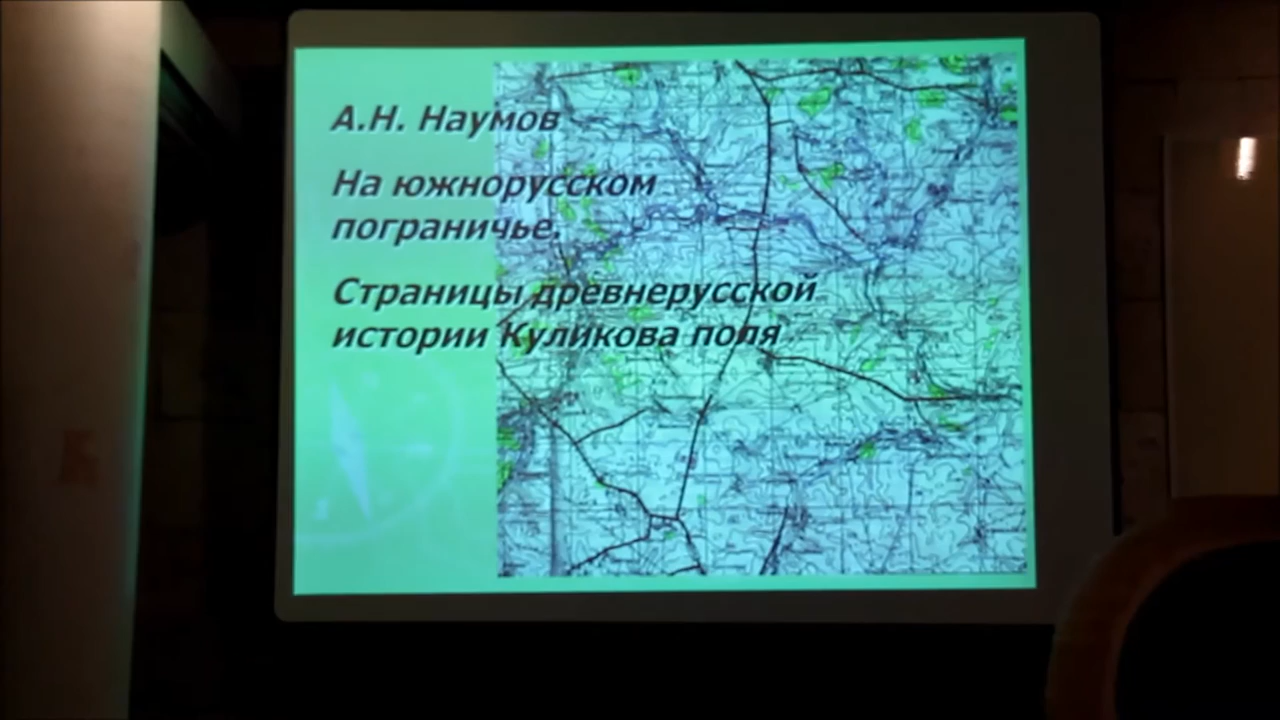 А.Н. Наумов
На южнорусском
пограничье.
Страницы древнерусской
истории Куликова поля